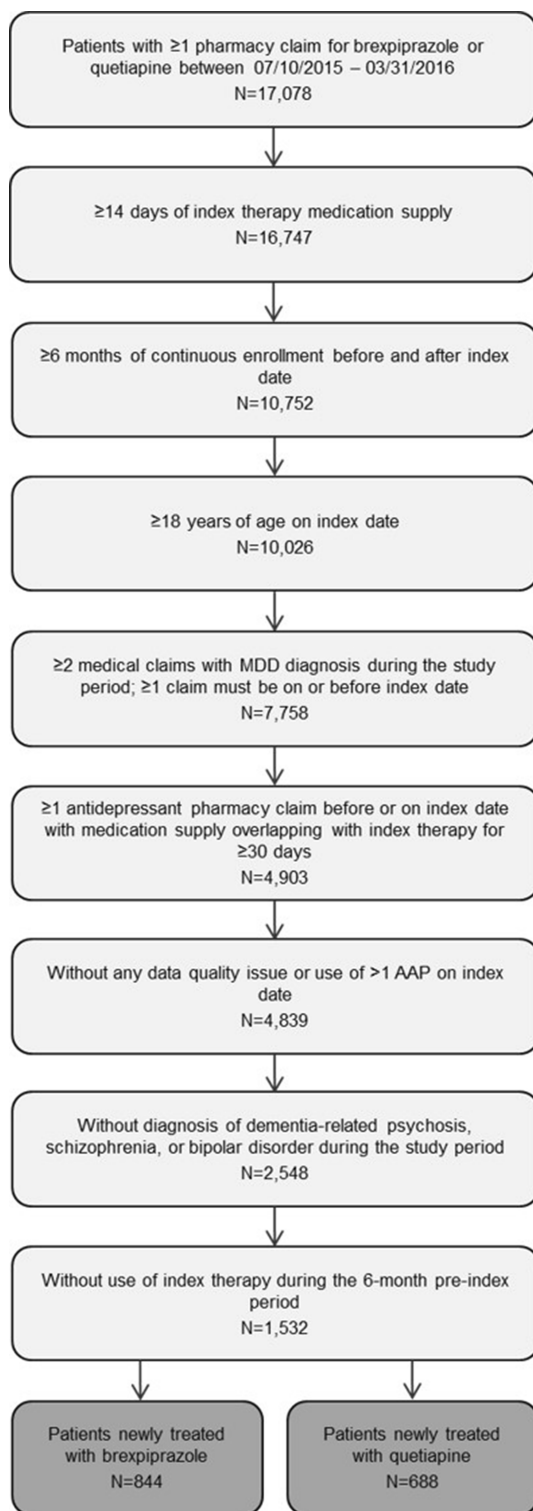 Patients with ≥1 pharmacy claim for brexpiprazole or
quetiapine between 07/10/2015 – 03/31/2016
N=17,078
≥14 days of index therapy medication supply
N=16,747
≥6 months of continuous enrollment before and after index
date
N=10,752
≥18 years of age on index date
N=10,026
≥2 medical claims with MDD diagnosis during the study
period; ≥1 claim must be on or before index date
N=7,758
≥1 antidepressant pharmacy claim before or on index date
with medication supply overlapping with index therapy for
≥30 days
N=4,903
Without any data quality issue or use of >1 AAP on index
date
N=4,839
Without diagnosis of dementia-related psychosis,
schizophrenia, or bipolar disorder during the study period
N=2,548
Without use of index therapy during the 6-month pre-index
period
N=1,532
Patients newly treated
with brexpiprazole
N=844
Patients newly treated
with quetiapine
N=688